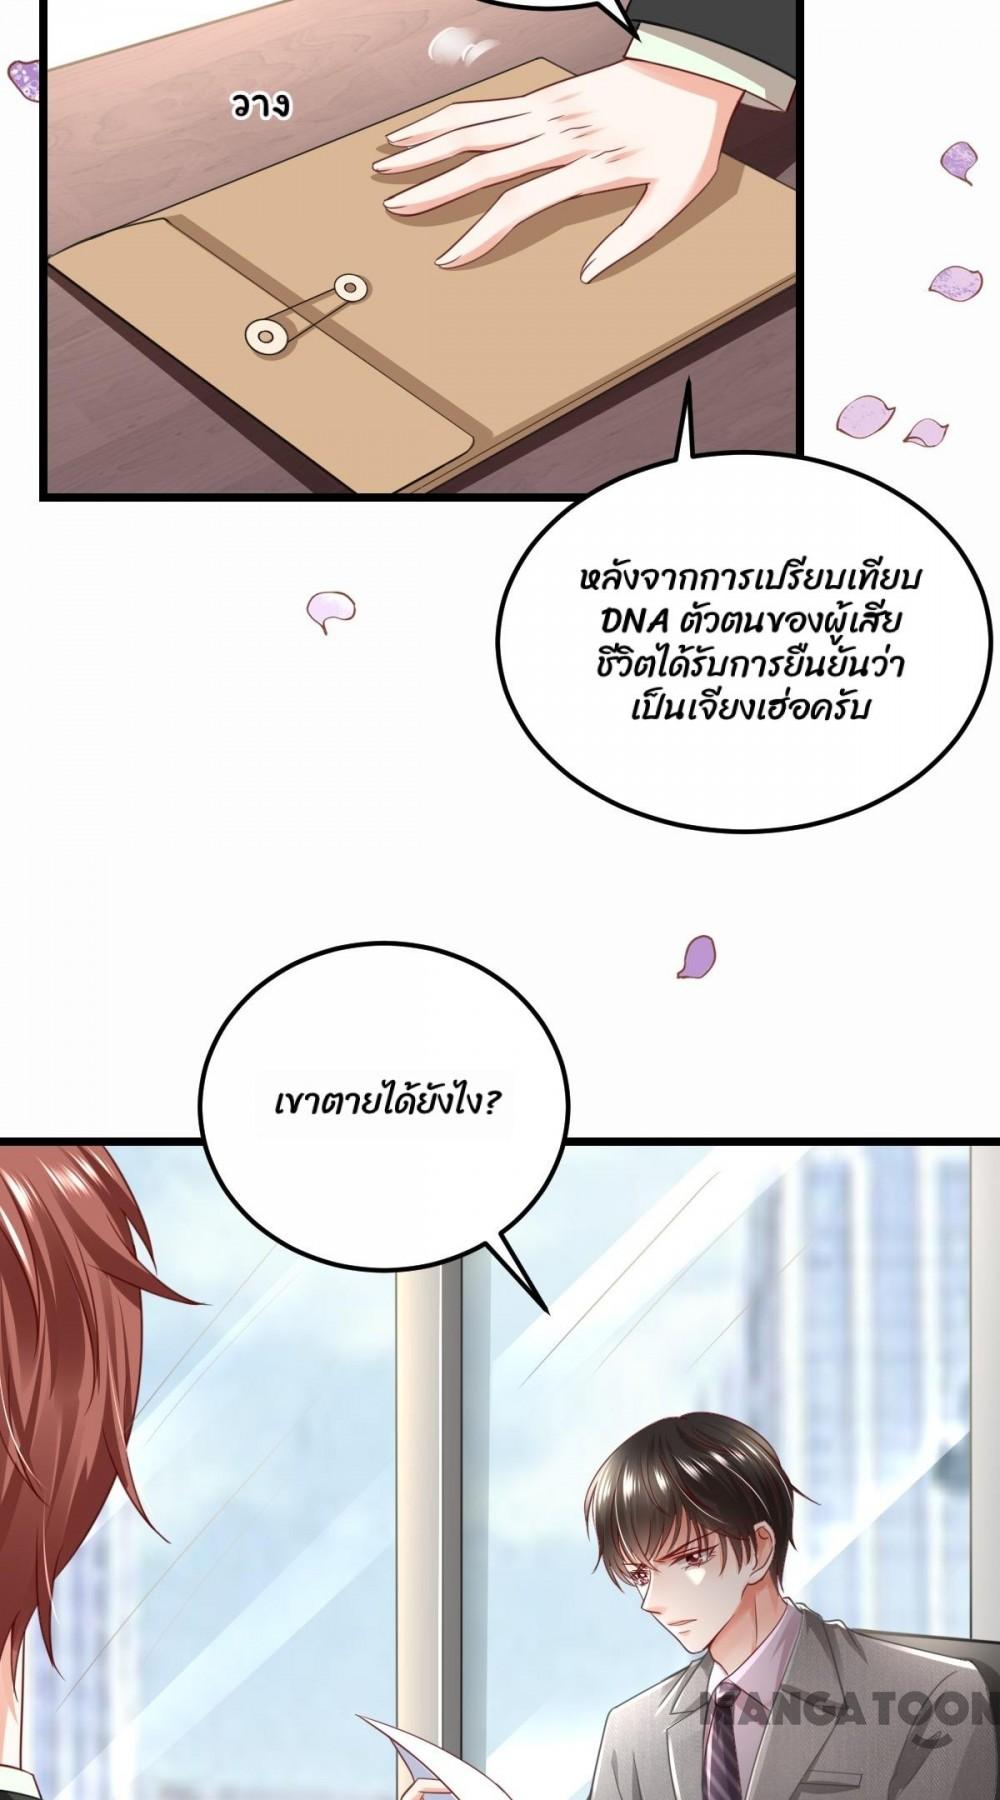 วาง
หลังจากการเปรียบเทียบ
DNA ตัวตนของผู้เสีย
ชีวิตได้รับการยืนยันว่า
เป็นเจียงเฮ่อครับ
เขาตายได้ยังไง?
MANGATOON